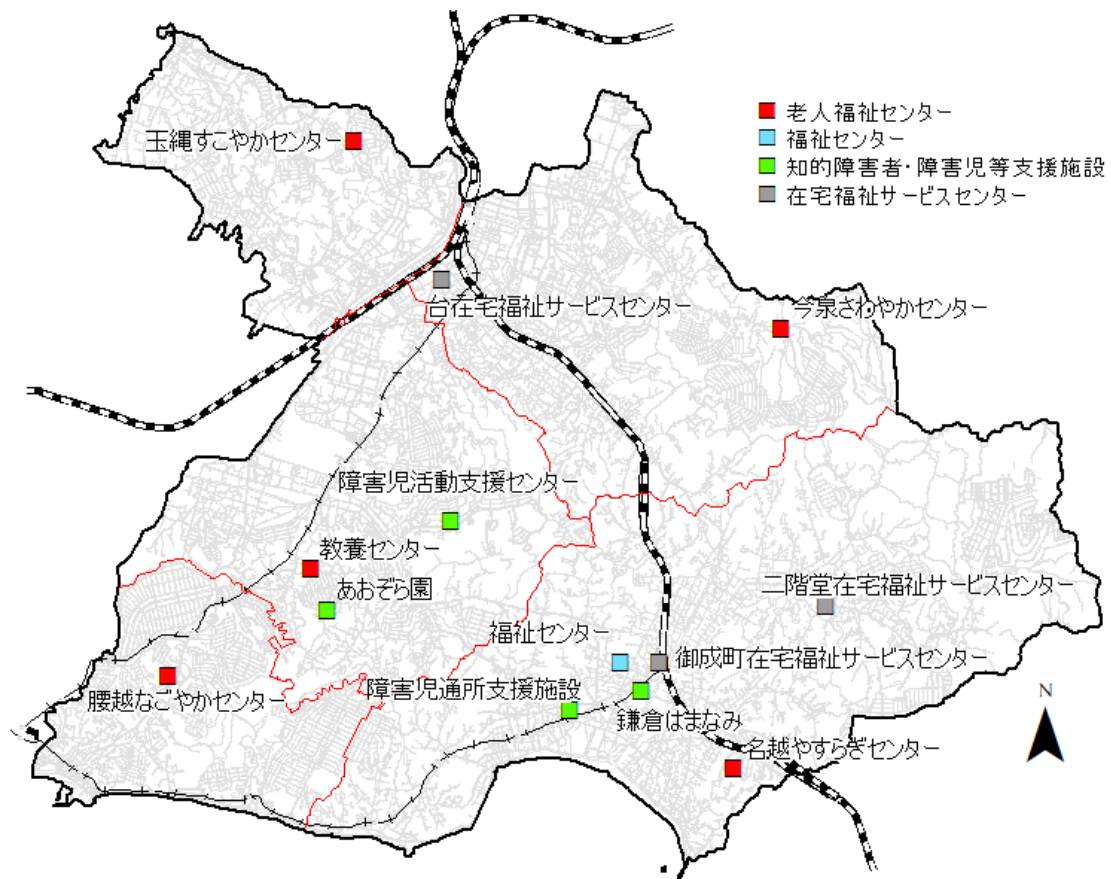 老人福祉センター
福祉センター
知的障害者・障害児等支援施設
在宅福祉サービスセンター
玉縄すこやかセンター
台在宅福祉サービスセンター
今泉さわやかセンター
障害児活動支援センター
教養センター
あおぞら園
二階堂在宅福祉サービスセンター
福祉センター
御成町在宅福祉サービスセンター
腰越なごやかセンター
障害児通所支援施設
鎌倉はまなみ
名越やすらぎセンター
N